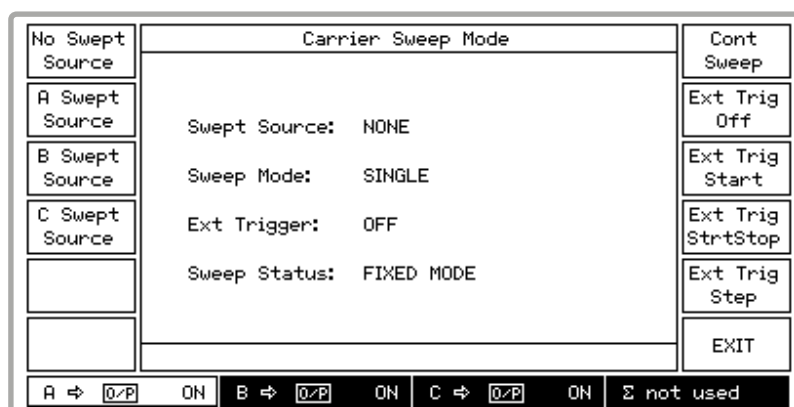 No Swept
Source
A Swept
Source
B Swept
Source
C Swept
Source
Carrier Sweep Mode
Swept Source: NONE
Sweep Mode: SINGLE
Ext Trigger: OFF
Sweep Status: FIXED MODE
Cont
Sweep
Ext Trig
Off
Ext Trig
Start
Ext Trig
StrtStop
Ext Trig
Step
EXIT
A ⇨ O/P ON B ⇨ O/P ON C ⇨ O/P ON Σ not used